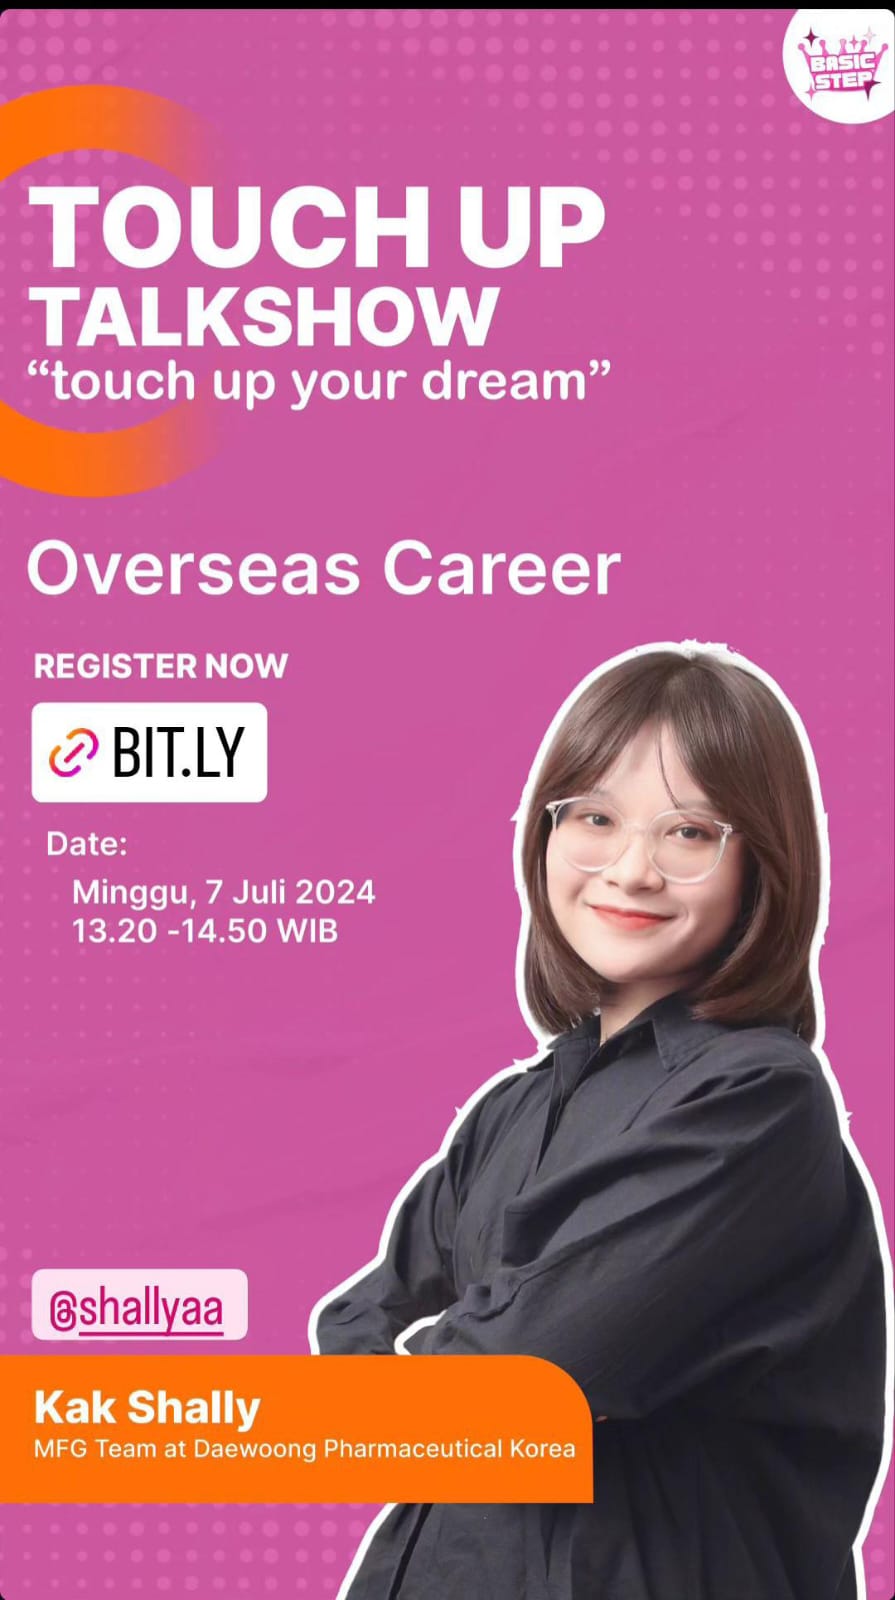 BASIC
STEP
TOUCH UP
TALKSHOW
“touch up your dream”
Overseas Career
REGISTER NOW
BIT.LY
Date:
Minggu, 7 Juli 2024
13.20 -14.50 WIB
@shallyaa
Kak Shally
MFG Team at Daewoong Pharmaceutical Korea